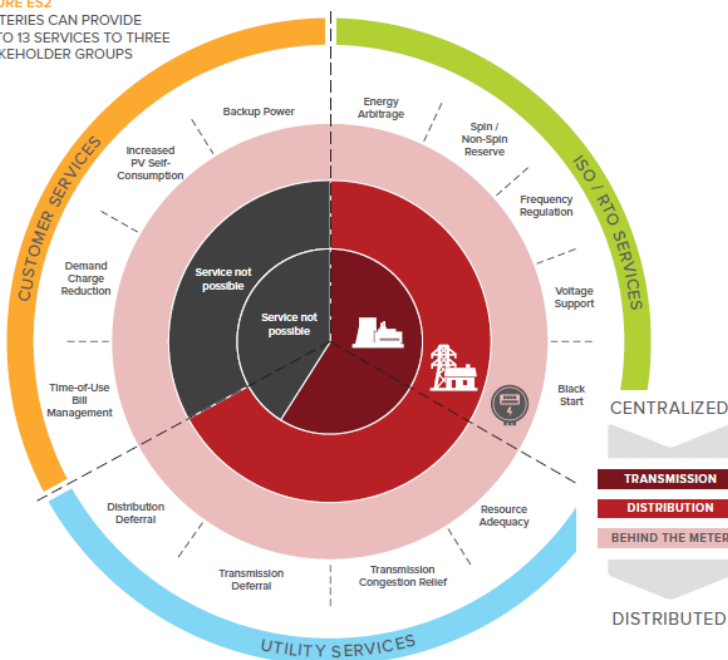 TERIES CAN PROVIDE
TO 13 SERVICES TO THREE
KEHOLDER GROUPS
CUSTOMER SERVICES
Backup Power
Increased
PV Self-
Consumption
Demand
Charge
Reduction
Time-of-Use
Bill
Management
ISO / RTO SERVICES
Energy
Arbitrage
Spin /
Non-Spin
Reserve
Frequency
Regulation
Voltage
Support
Black
Start
Service not
possible
Service not
possible
UTILITY SERVICES
Distribution
Deferral
Transmission
Deferral
Transmission
Congestion Relief
Resource
Adequacy
CENTRALIZED
TRANSMISSION
DISTRIBUTION
BEHIND THE METER
DISTRIBUTED